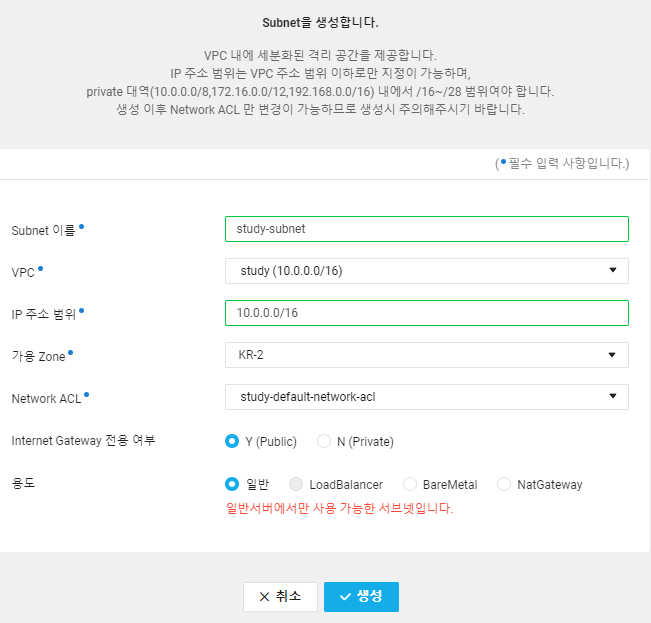 Subnet을 생성합니다.
VPC 내에 세분화된 격리 공간을 제공합니다.
IP 주소 범위는 VPC 주소 범위 이하로만 지정이 가능하며,
private 대역(10.0.0.0/8,172.16.0.0/12,192.168.0.0/16) 내에서 /16~/28 범위여야 합니다.
생성 이후 Network ACL 만 변경이 가능하므로 생성시 주의해주시기 바랍니다.
(• 필수 입력 사항입니다.)
Subnet 이름• study-subnet
VPC• study (10.0.0.0/16)
IP 주소 범위• 10.0.0.0/16
가용 Zone• KR-2
Network ACL• study-default-network-acl
Internet Gateway 전용 여부 Y (Public) N (Private)
용도 일반 LoadBalancer BareMetal NatGateway
일반서버에서만 사용 가능한 서브넷입니다.
취소 생성